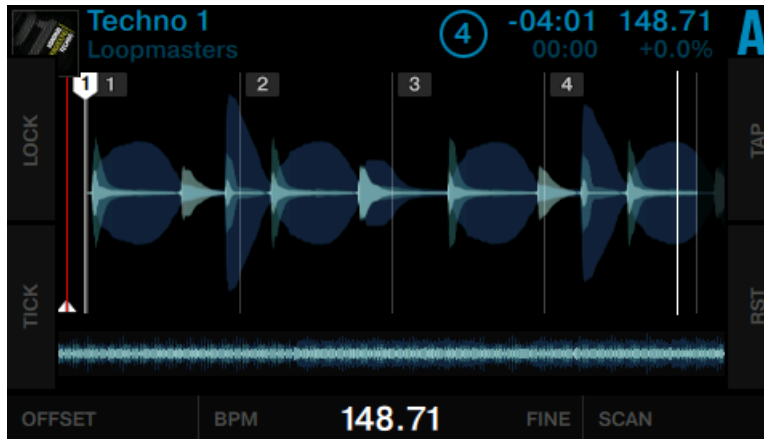 Techno 1
Loopmasters
4
-04:01 148.71
00:00 +0.0%
A
LOCK
TICK
1 1 2 3 4
TAP
RST
OFFSET BPM 148.71 FINE SCAN